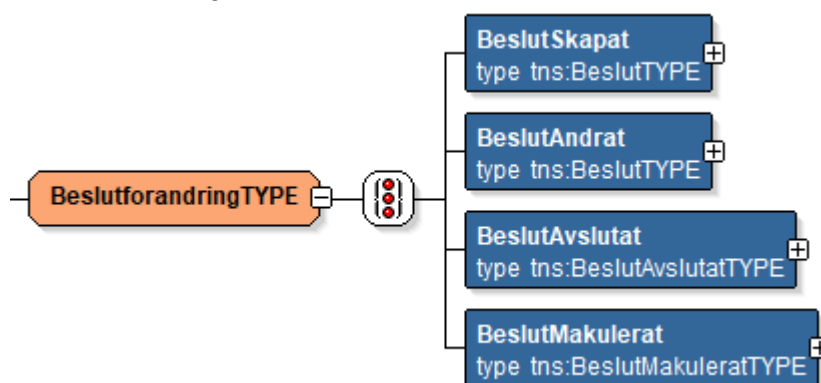 BeslutforandringTYPE
BeslutSkapat
type tns:BeslutTYPE
BeslutAndrat
type tns:BeslutTYPE
BeslutAvslutat
type tns:BeslutAvslutatTYPE
BeslutMakulerat
type tns:BeslutMakuleratTYPE